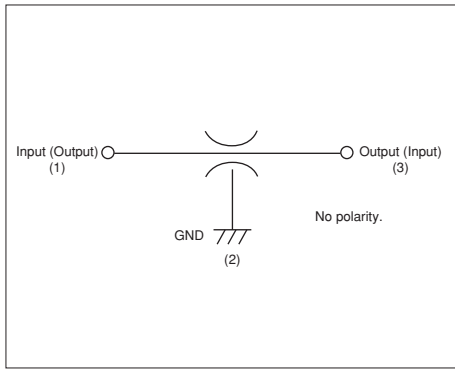 Input (Output)
(1)
Output (Input)
(3)
No polarity.
GND
(2)